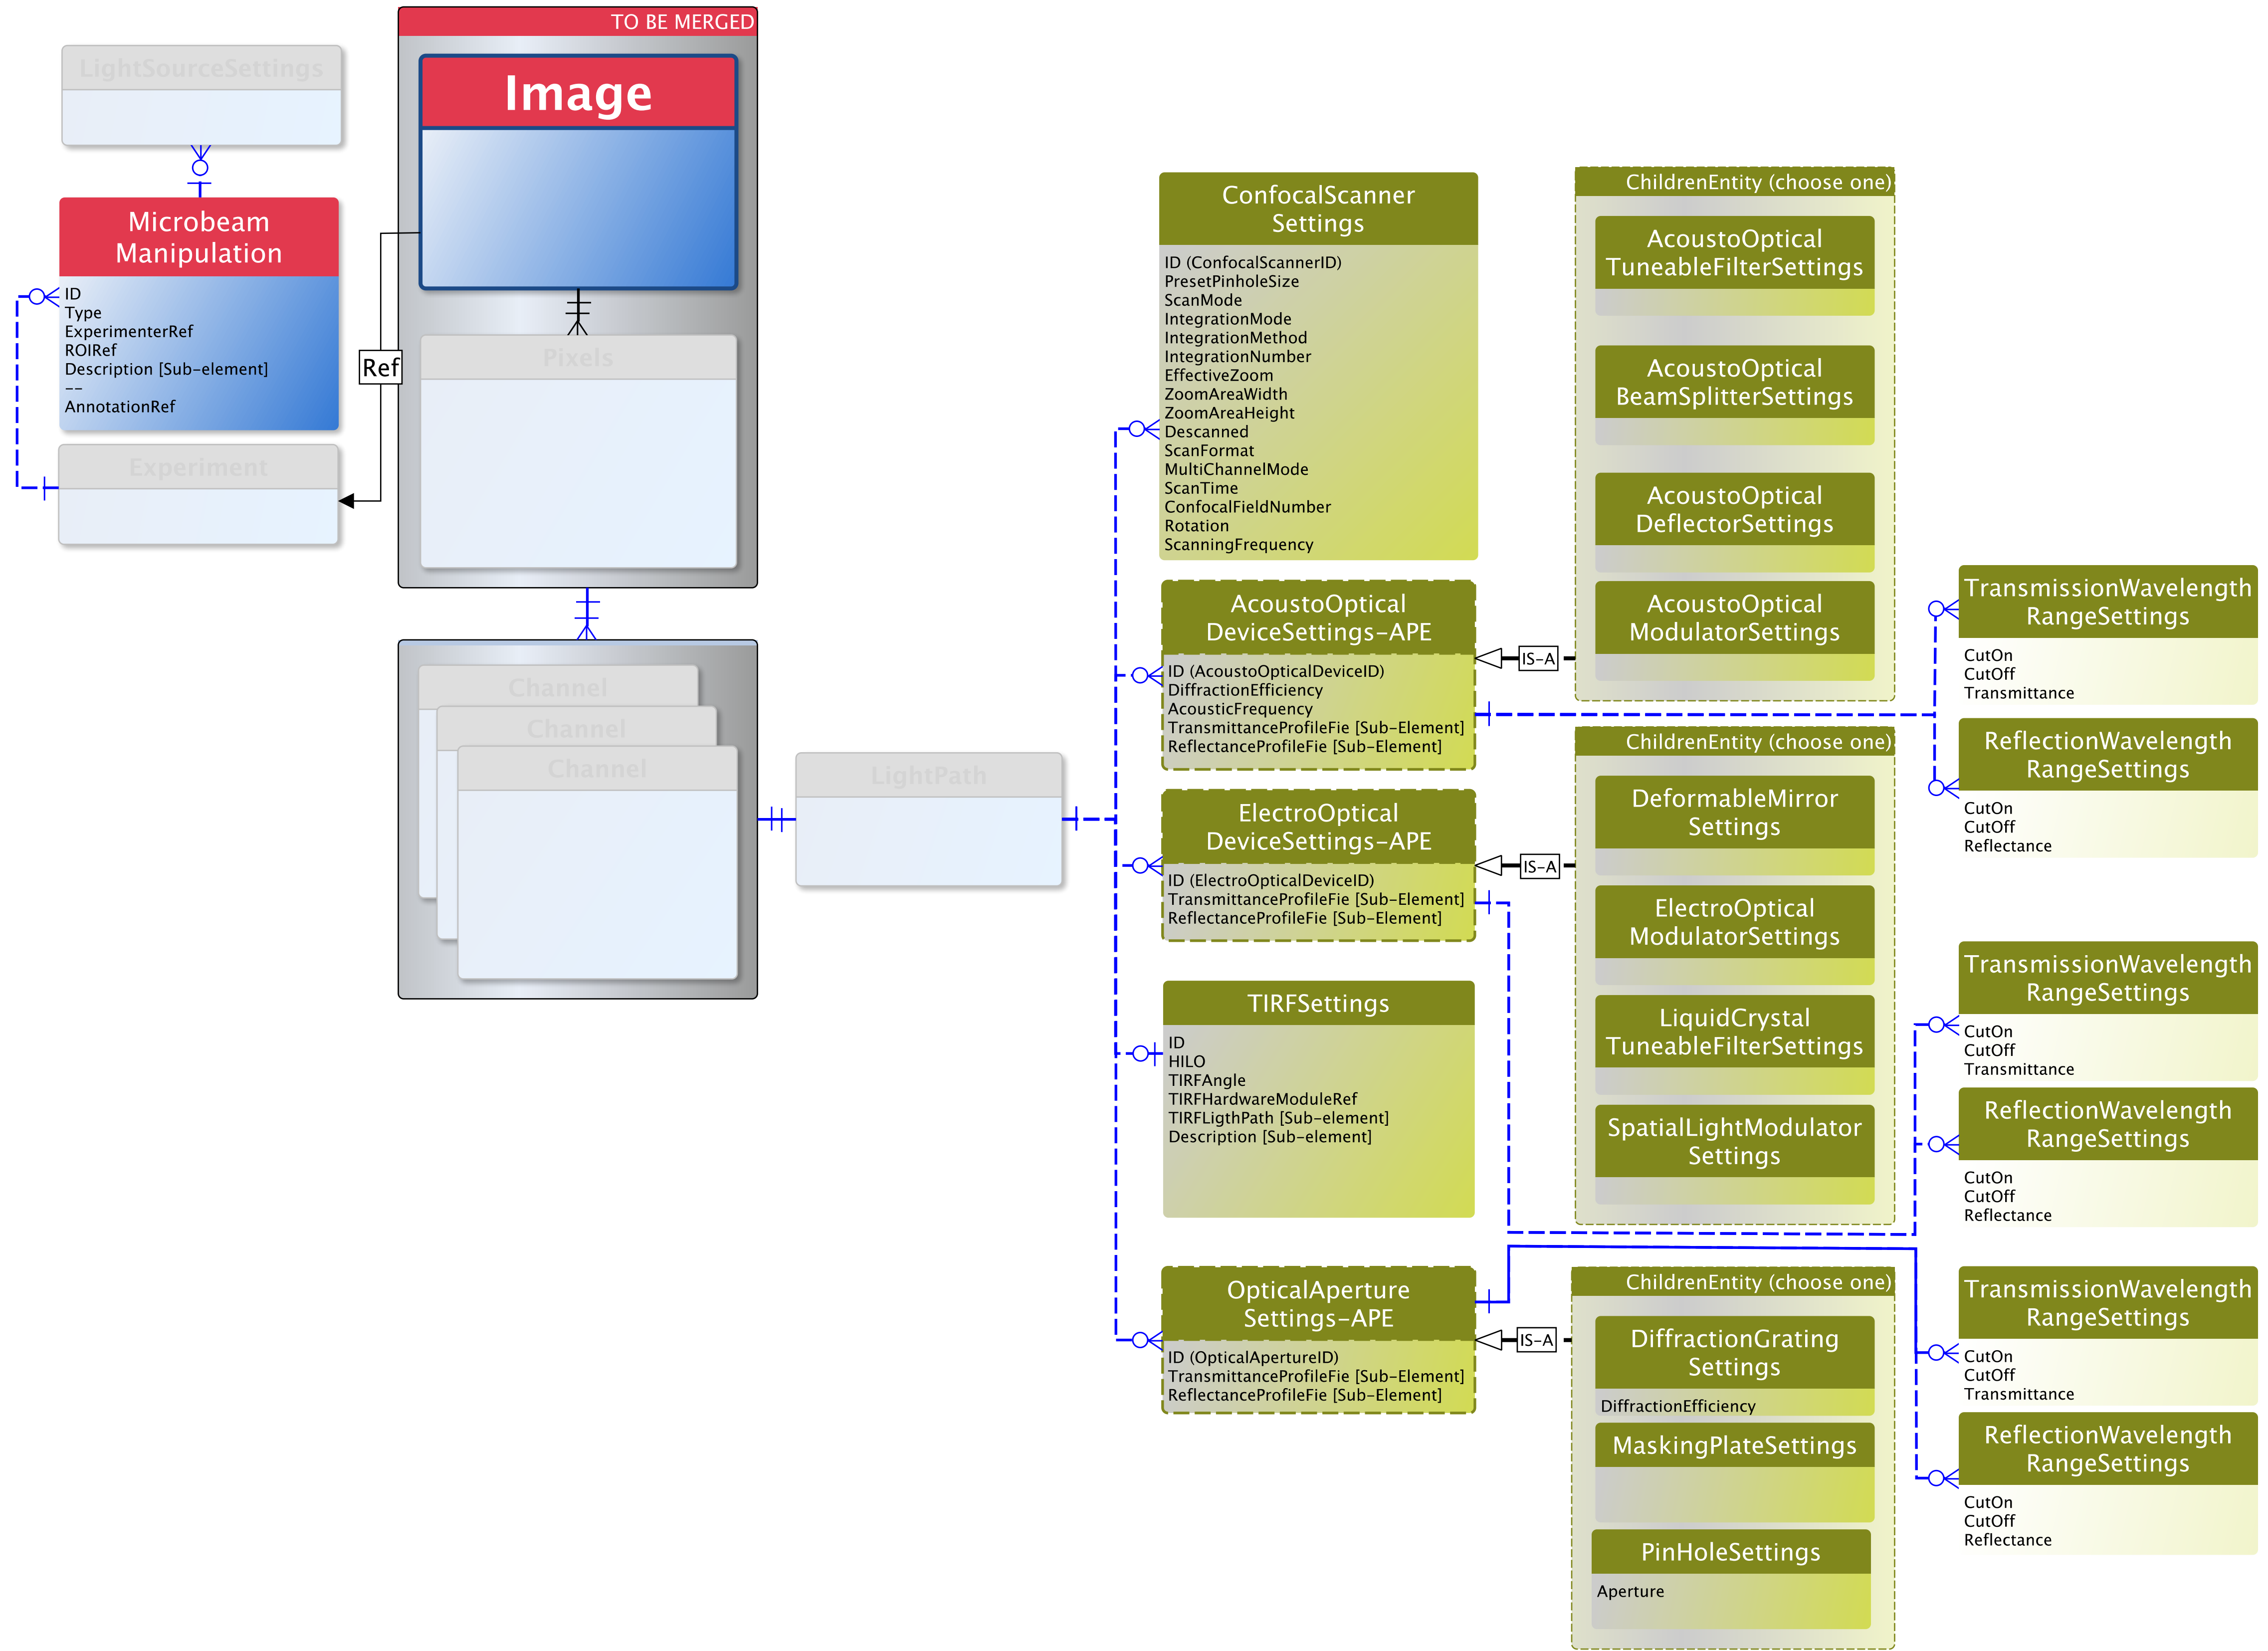 TO BE MERGED
LightSourceSettings
Image
Microbeam
Manipulation
ID
Type
ExperimenterRef
ROIRef
Description [Sub-element]
--
AnnotationRef
Ref
Pixels
Experiment
Channel
Channel
Channel
LightPath
ConfocalScanner
Settings
ID (ConfocalScannerID)
PresetPinholeSize
ScanMode
IntegrationMode
IntegrationMethod
IntegrationNumber
EffectiveZoom
ZoomAreaWidth
ZoomAreaHeight
Descanned
ScanFormat
MultiChannelMode
ScanTime
ConfocalFieldNumber
Rotation
ScanningFrequency
AcoustoOptical
DeviceSettings-APE
ID (AcoustoOpticalDeviceID)
DiffractionEfficiency
AcousticFrequency
TransmittanceProfileFie [Sub-Element]
ReflectanceProfileFie [Sub-Element]
IS-A
ElectroOptical
DeviceSettings-APE
ID (ElectroOpticalDeviceID)
TransmittanceProfileFie [Sub-Element]
ReflectanceProfileFie [Sub-Element]
IS-A
TIRFSettings
ID
HILO
TIRFAngle
TIRFHardwareModuleRef
TIRFLigthPath [Sub-element]
Description [Sub-element]
OpticalAperture
Settings-APE
ID (OpticalApertureID)
TransmittanceProfileFie [Sub-Element]
ReflectanceProfileFie [Sub-Element]
IS-A
ChildrenEntity (choose one)
AcoustoOptical
TuneableFilterSettings
AcoustoOptical
BeamSplitterSettings
AcoustoOptical
DeflectorSettings
AcoustoOptical
ModulatorSettings
ChildrenEntity (choose one)
DeformableMirror
Settings
ElectroOptical
ModulatorSettings
LiquidCrystal
TuneableFilterSettings
SpatialLightModulator
Settings
ChildrenEntity (choose one)
DiffractionGrating
Settings
DiffractionEfficiency
MaskingPlateSettings
PinHoleSettings
Aperture
TransmissionWavelength
RangeSettings
CutOn
CutOff
Transmittance
ReflectionWavelength
RangeSettings
CutOn
CutOff
Reflectance
TransmissionWavelength
RangeSettings
CutOn
CutOff
Transmittance
ReflectionWavelength
RangeSettings
CutOn
CutOff
Reflectance
TransmissionWavelength
RangeSettings
CutOn
CutOff
Transmittance
ReflectionWavelength
RangeSettings
CutOn
CutOff
Reflectance